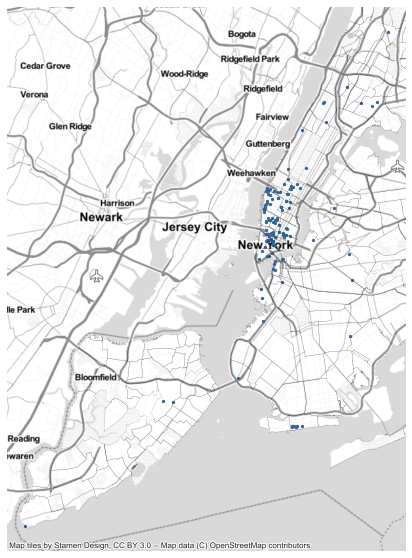 Bogota
Cedar Grove
Ridgefield Park
Wood-Ridge
Verona
Ridgefield
Fairview
Glen Ridge
Guttenberg
Weehawken
Harrison
Newark
Jersey City
New York
lle Park
Bloomfield
Reading
ewaren
Map tiles by Stamen Design, CC BY 3.0 -- Map data (C) OpenStreetMap contributors